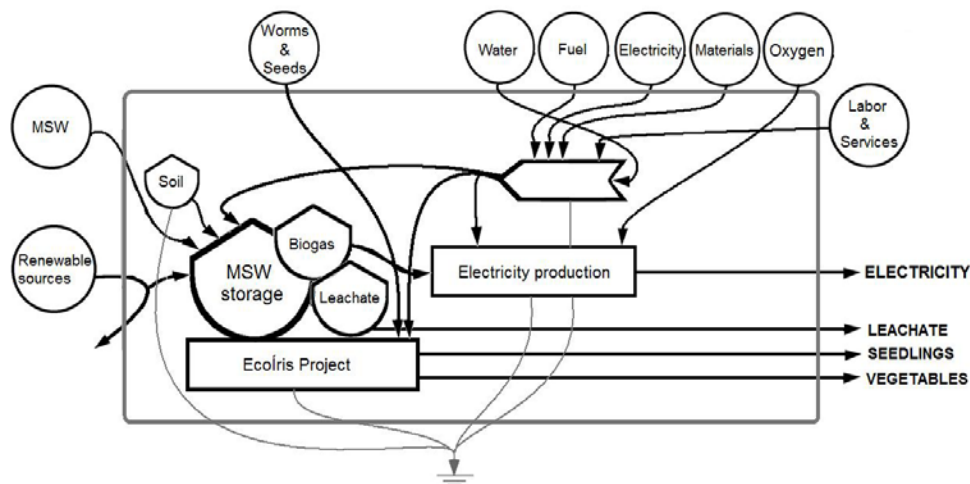 Worms
&
Seeds
Water
Fuel
Electricity
Materials
Oxygen
MSW
Labor
&
Services
Soil
Renewable
sources
Biogas
MSW
storage
Leachate
Electricity production
EcoÍris Project
ELECTRICITY
LEACHATE
SEEDLINGS
VEGETABLES